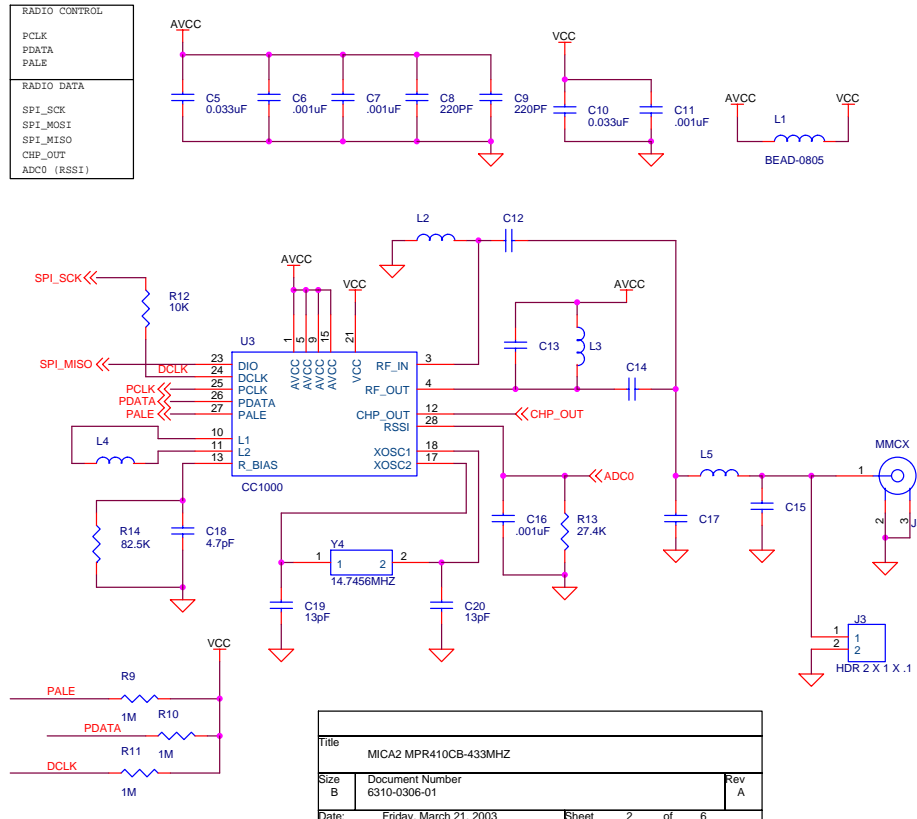 RADIO CONTROL
PCLK
PDATA
PALE
RADIO DATA
SPI_SCK
SPI_MOSI
SPI_MISO
CHP_OUT
ADC0 (RSSI)
AVCC
C5
0.033uF
C6
.001uF
C7
.001uF
C8
220PF
C9
220PF
VCC
C10
0.033uF
C11
.001uF
AVCC
VCC
L1
BEAD-0805
L2
C12
SPI_SCK
R12
10K
AVCC
VCC
AVCC
C13
L3
C14
U3
1
5
9
15
21
AVCC
AVCC
AVCC
AVCC
VCC
SPI_MISO
DCLK
PCLK
PDATA
PALE
23
24
25
26
27
10
11
13
DIO
DCLK
PCLK
PDATA
PALE
L1
L2
R_BIAS
RF_IN
RF_OUT
CHP_OUT
RSSI
XOSC1
XOSC2
3
4
12
28
18
17
CC1000
CHP_OUT
ADC0
L4
R14
82.5K
C18
4.7pF
C16
.001uF
R13
27.4K
L5
C17
C15
MMCX
1
2
3
J
Y4
1
1
2
2
14.7456MHZ
C19
13pF
C20
13pF
J3
1
2
1
2
HDR 2 X 1 X .1
VCC
PALE
R9
1M
PDATA
R10
1M
DCLK
R11
1M
Title
MICA2 MPR410CB-433MHZ
Size
B
Document Number
6310-0306-01
Rev
A
Date:
Friday, March 21, 2003
Sheet
2
of
6